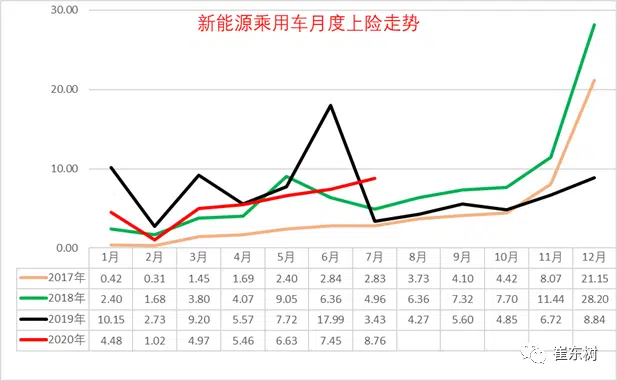 新能源乘用车月度上险走势
30.00
20.00
10.00
0.00
1月 2月 3月 4月 5月 6月 7月 8月 9月 10月 11月 12月
2017年 0.42 0.31 1.45 1.69 2.40 2.84 2.83 3.73 4.10 4.42 8.07 21.15
2018年 2.40 1.68 3.80 4.07 9.05 6.36 4.96 6.36 7.32 7.70 11.44 28.20
2019年 10.15 2.73 9.20 5.57 7.72 17.99 3.43 4.27 5.60 4.85 6.72 8.84
2020年 4.48 1.02 4.97 5.46 6.63 7.45 8.76
崔东树